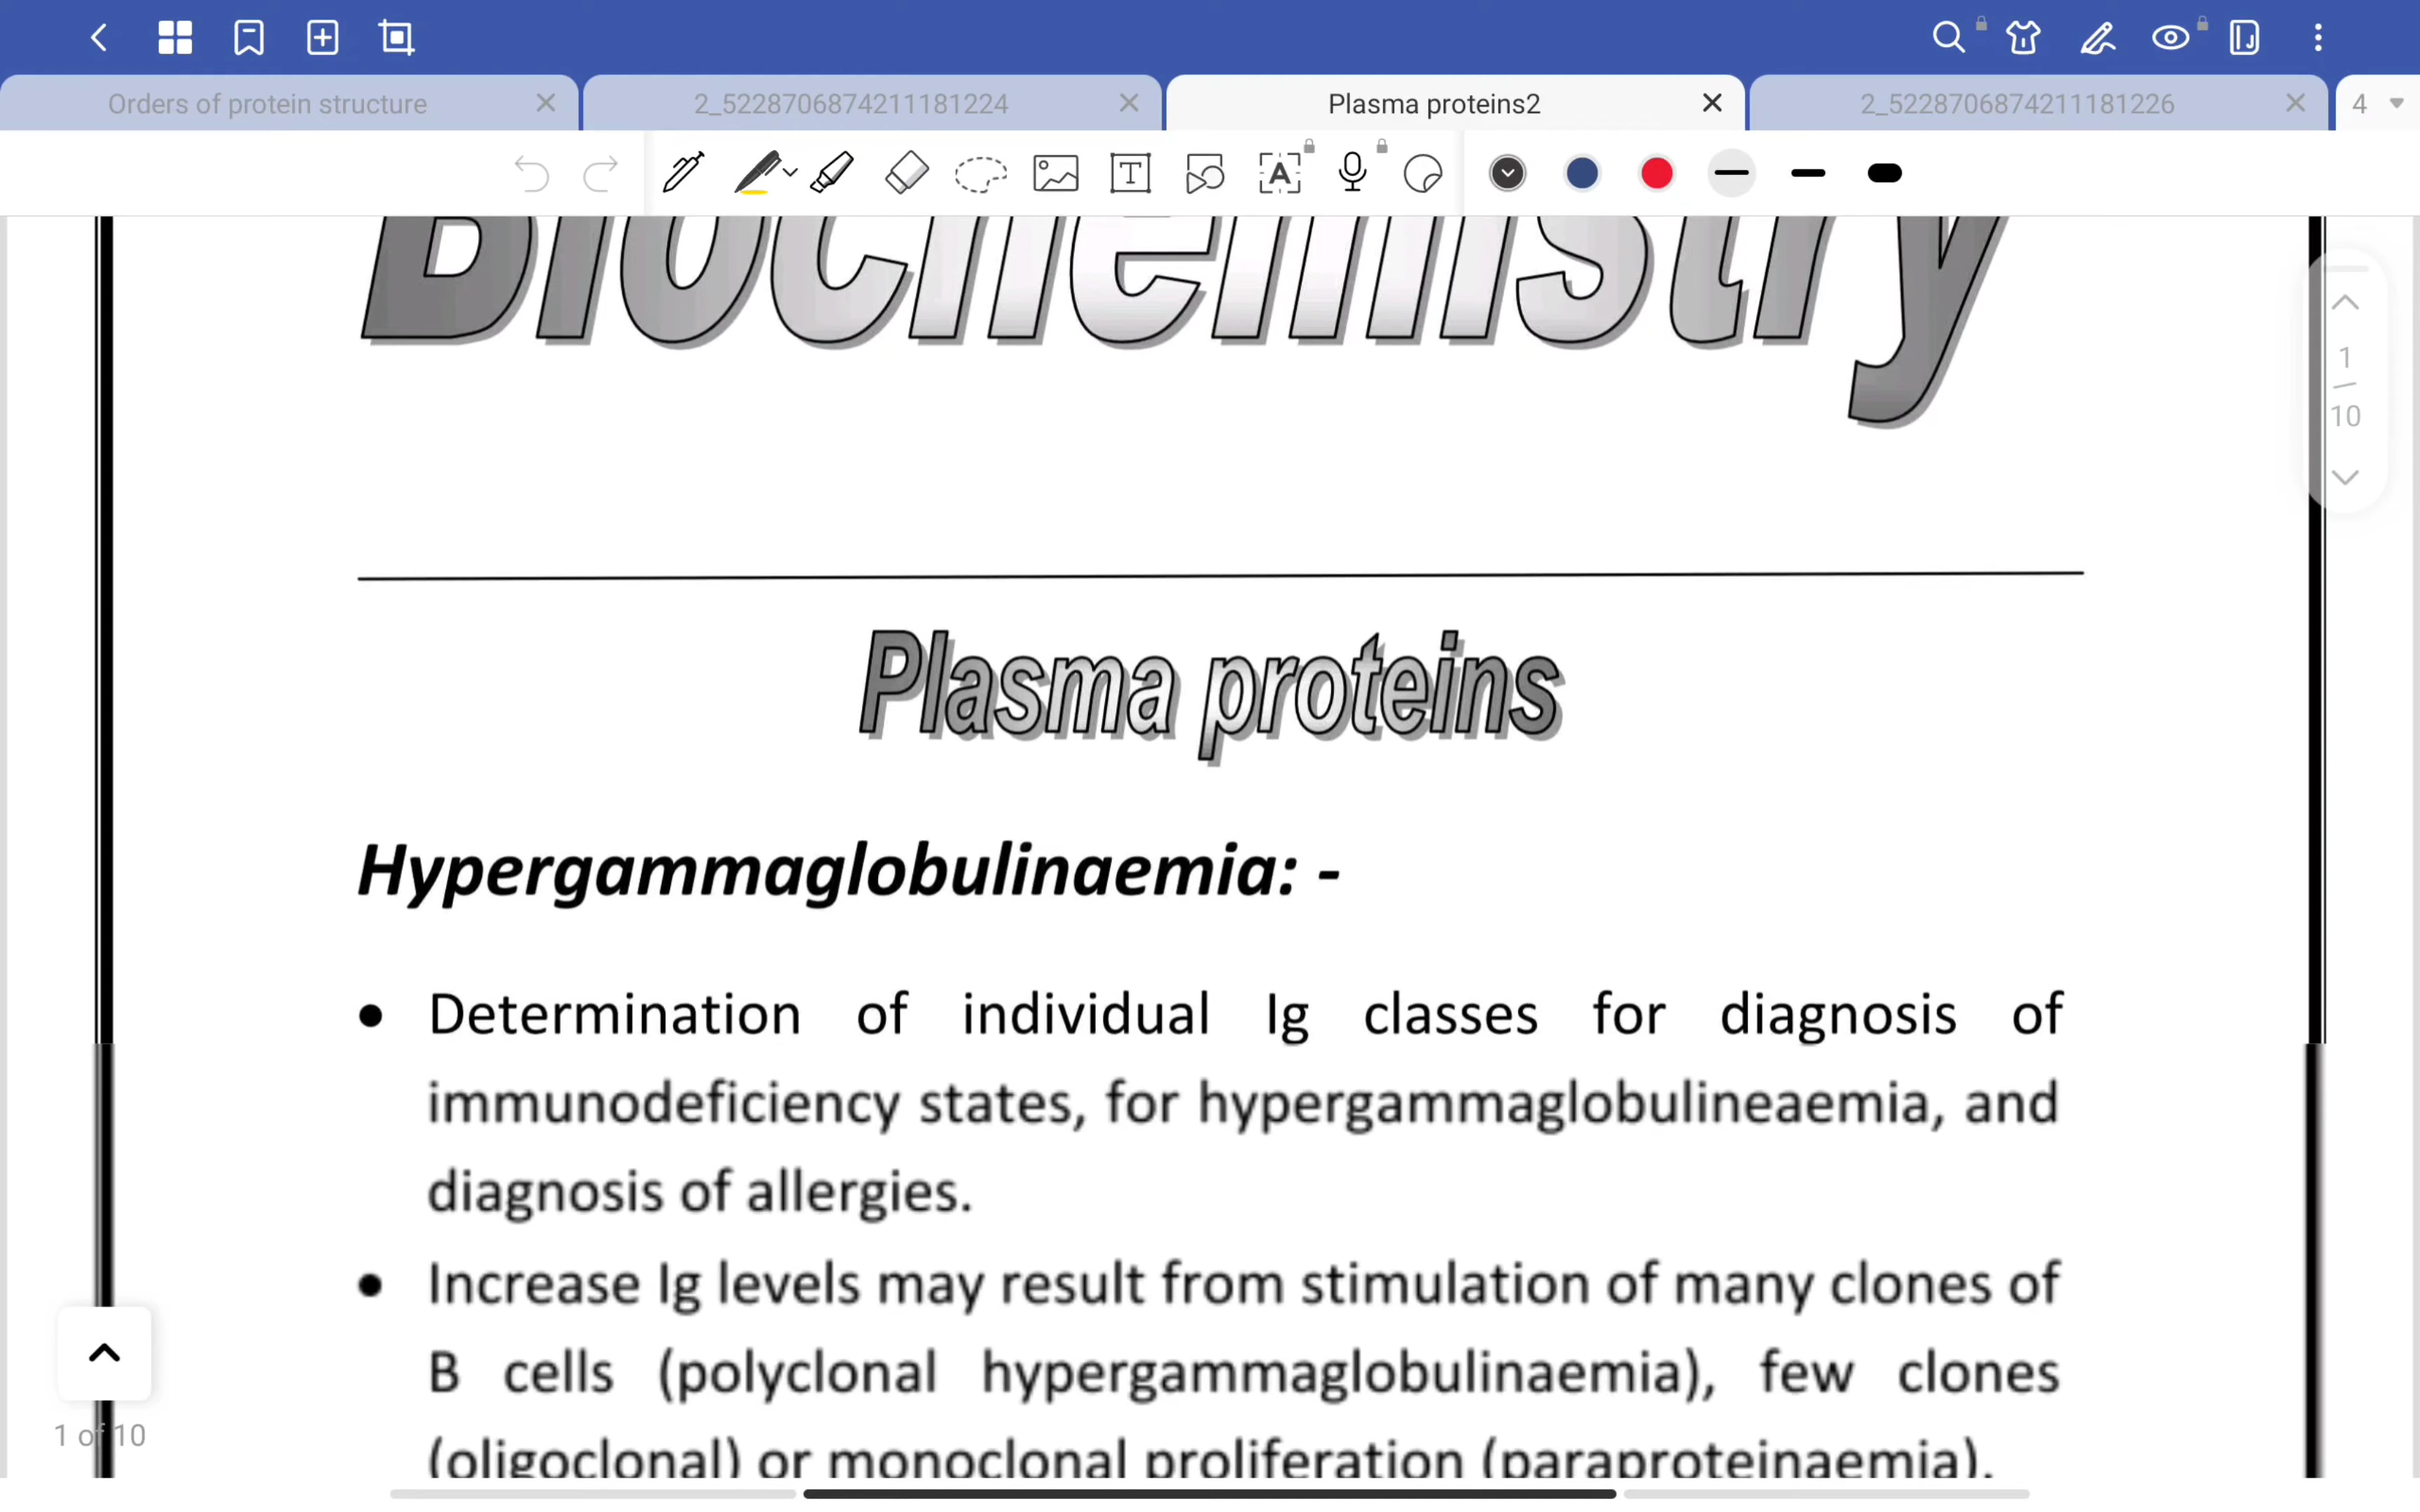 Orders of protein structure
2_5228706874211181224
Plasma proteins2
2_5228706874211181226
4
Biochemistry
1
10
Plasma proteins
Hypergammaglobulinaemia: -
• Determination of individual Ig classes for diagnosis of
immunodeficiency states, for hypergammaglobulineaemia, and
diagnosis of allergies.
• Increase Ig levels may result from stimulation of many clones of
B cells (polyclonal hypergammaglobulinaemia), few clones
(oligoclonal) or monoclonal proliferation (paraproteinaemia).
1 of 10